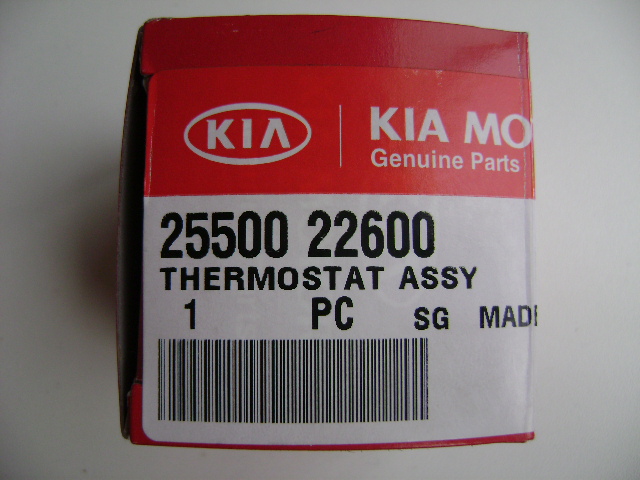 KIA
KIA MO
Genuine Parts
25500 22600
THERMOSTAT ASSY
1 PC SG MADE